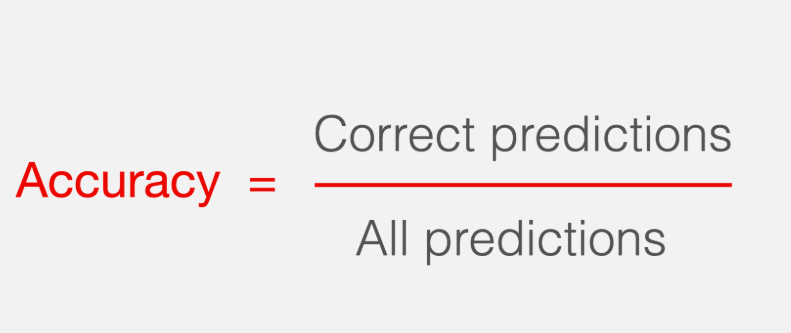 Correct predictions
Accuracy =
All predictions